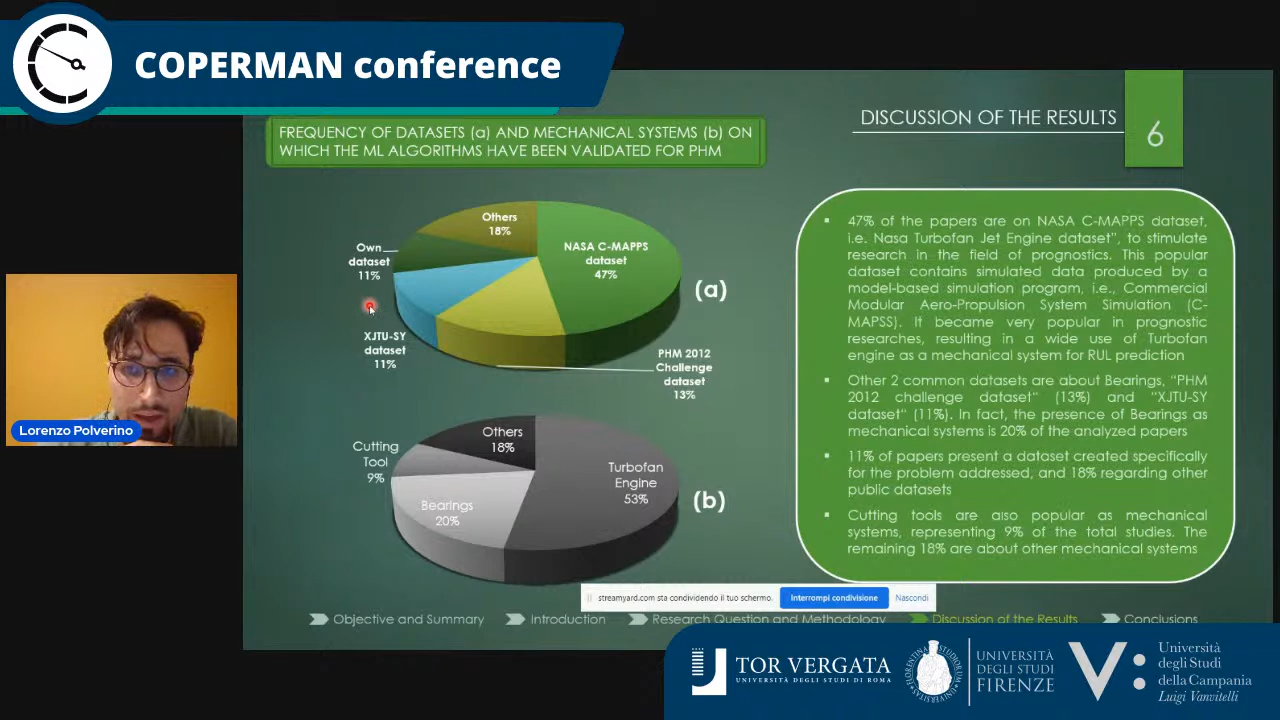 COPERMAN conference
DISCUSSION OF THE RESULTS
6
FREQUENCY OF DATASETS (a) AND MECHANICAL SYSTEMS (b) ON
WHICH THE ML ALGORITHMS HAVE BEEN VALIDATED FOR PHM
Others
18%
NASA C-MAPPS
dataset
47%
Own
dataset
11%
(a)
XJTU-SY
dataset
11%
PHM 2012
Challenge
dataset
13%
Others
18%
Cutting
Tool
9%
Turbofan
Engine
53%
Bearings
20%
(b)
47% of the papers are on NASA C-MAPPS dataset,
i.e. Nasa Turbofan Jet Engine dataset", to stimulate
research in the field of prognostics. This popular
dataset contains simulated data produced by a
model-based simulation program, i.e., Commercial
Modular Aero-Propulsion System Simulation (C-
MAPSS). It became very popular in prognostic
researches, resulting in a wide use of Turbofan
engine as a mechanical system for RUL prediction
Other 2 common datasets are about Bearings, "PHM
2012 challenge dataset" (13%) and "XJTU-SY
dataset" (11%). In fact, the presence of Bearings as
mechanical systems is 20% of the analyzed papers
11% of papers present a dataset created specifically
for the problem addressed, and 18% regarding other
public datasets
Cutting tools are also popular as mechanical
systems, representing 9% of the total studies. The
remaining 18% are about other mechanical systems
Lorenzo Polverino
streamyard.com sta condividendo il tuo schermo.
Interrompi condivisione
Nascondi
Objective and Summary
Introduction
Research Question and Methodology
Discussion of the Results
Conclusions
TOR VERGATA
UNIVERSITÀ DEGLI STUDI DI ROMA
UNIVERSITÀ
DEGLI STUDI
FIRENZE
V:
Università
degli Studi
della Campania
Luigi Vanvitelli